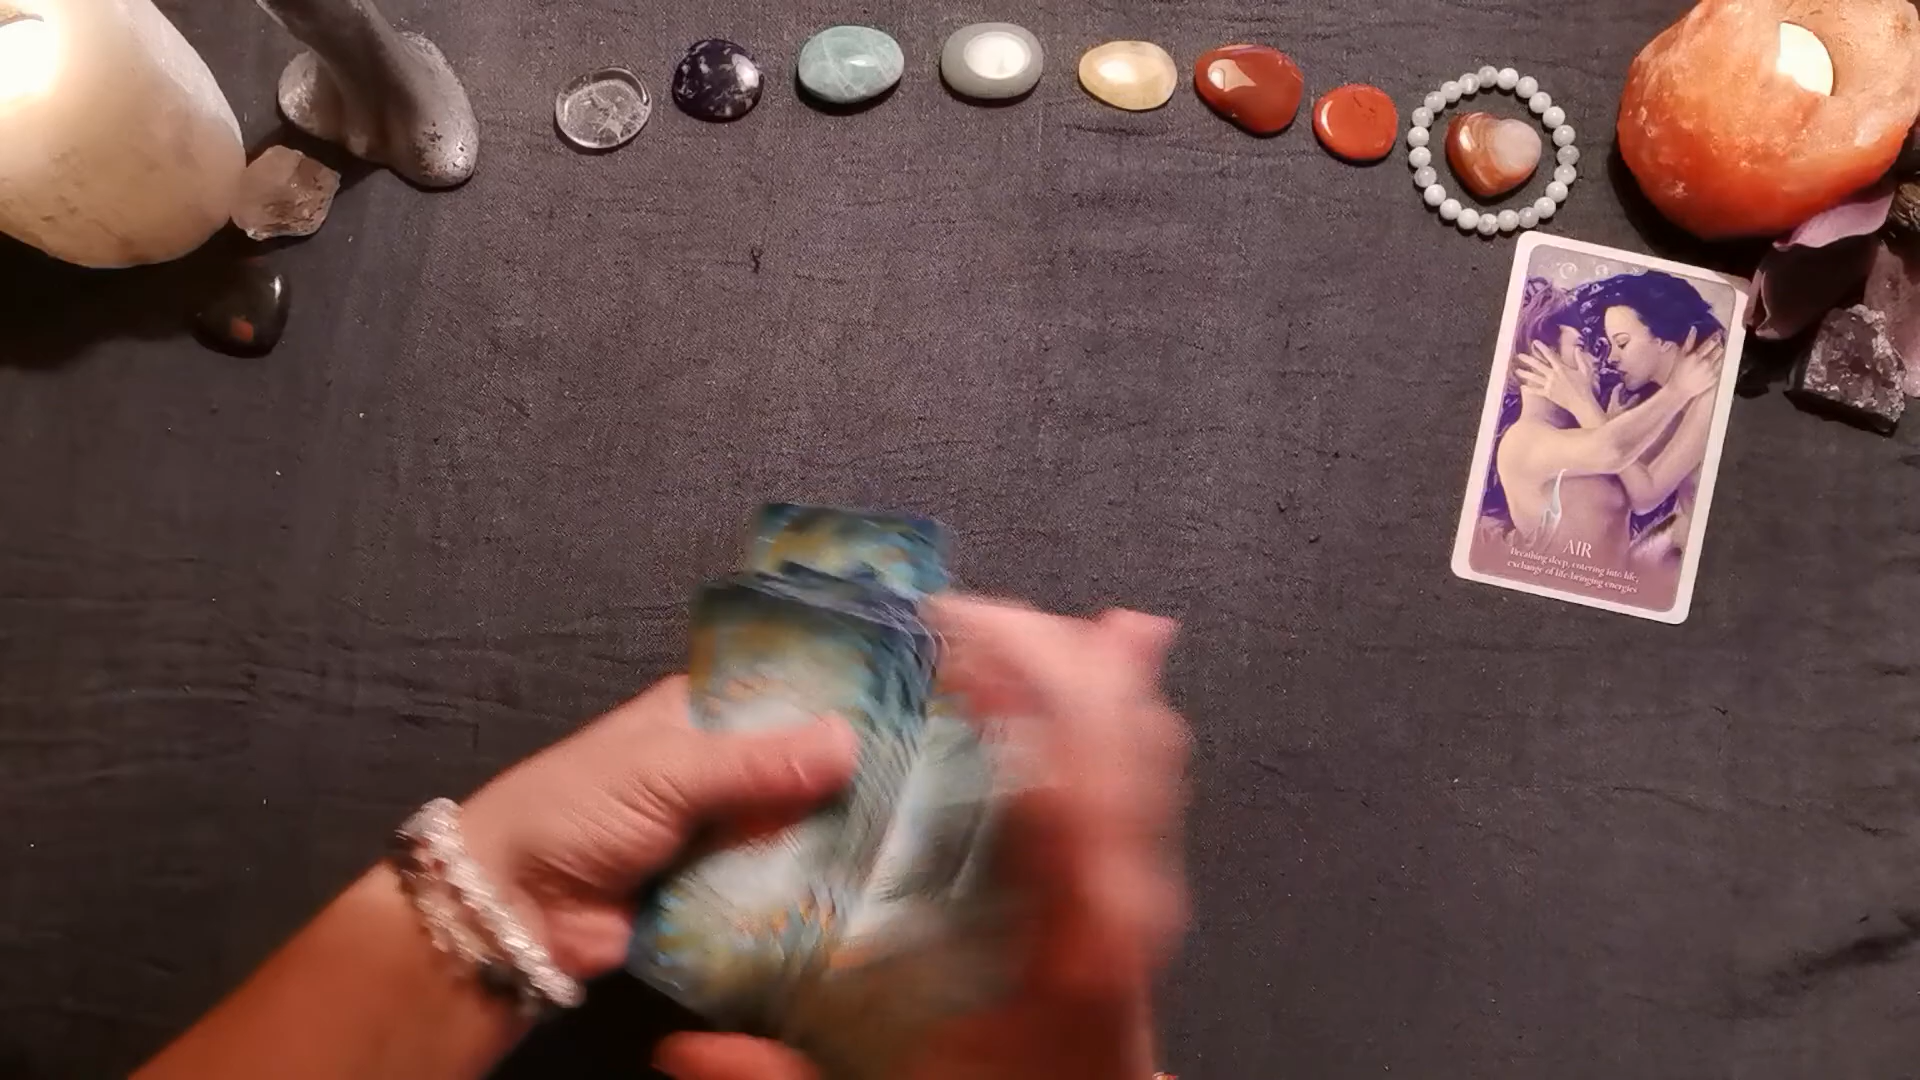 AIR
Breathing deep, entering into life,
exchange of life-bringing energies